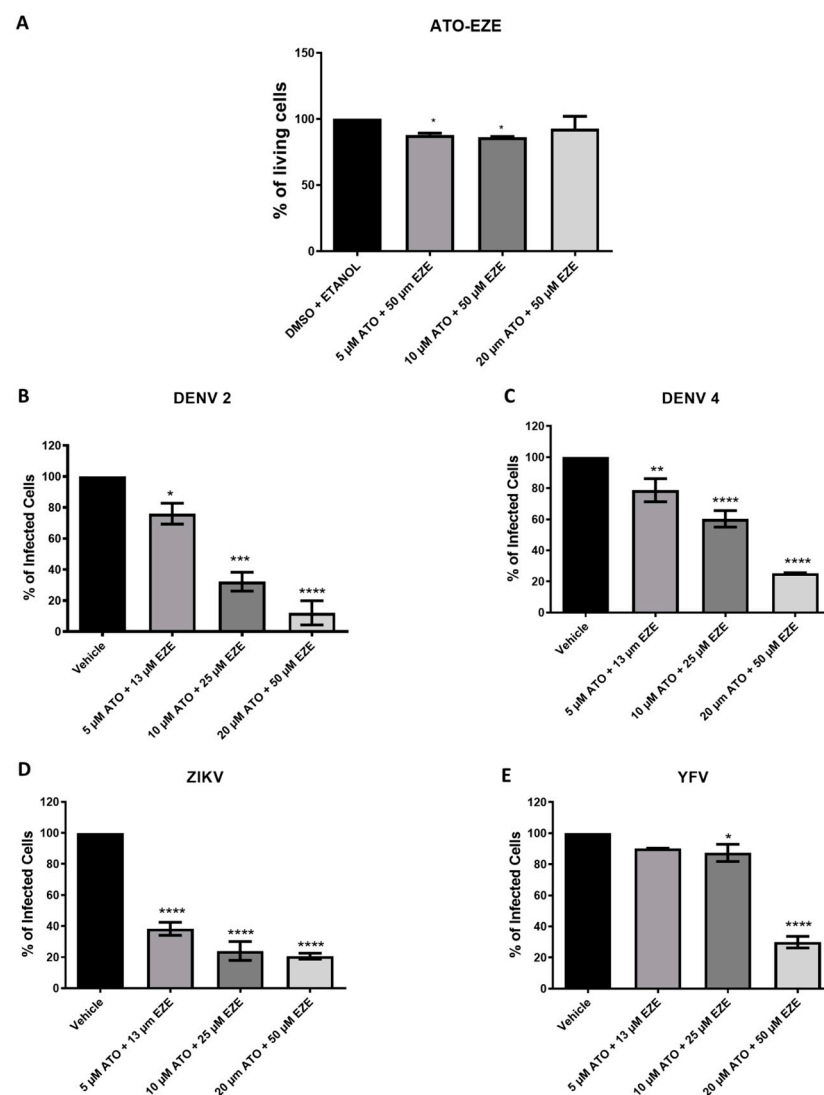 A
ATO-EZE
% of living cells
150
100
50
0
*
*
DMSO + ETANOL
5 µM ATO + 50 µm EZE
10 µM ATO + 50 µM EZE
20 µm ATO + 50 µM EZE
B
DENV 2
% of Infected Cells
120
100
80
60
40
20
0
*
***
****
Vehicle
5 µM ATO + 13 µM EZE
10 µM ATO + 25 µM EZE
20 µM ATO + 50 µM EZE
C
DENV 4
% of Infected Cells
120
100
80
60
40
20
0
**
****
****
Vehicle
5 µM ATO + 13 µm EZE
10 µM ATO + 25 µM EZE
20 µm ATO + 50 µM EZE
D
ZIKV
% of Infected Cells
120
100
80
60
40
20
0
****
****
****
Vehicle
5 µM ATO + 13 µm EZE
10 µM ATO + 25 µM EZE
20 µm ATO + 50 µM EZE
E
YFV
% of Infected Cells
120
100
80
60
40
20
0
*
****
Vehicle
5 µM ATO + 13 µM EZE
10 µM ATO + 25 µM EZE
20 µM ATO + 50 µM EZE